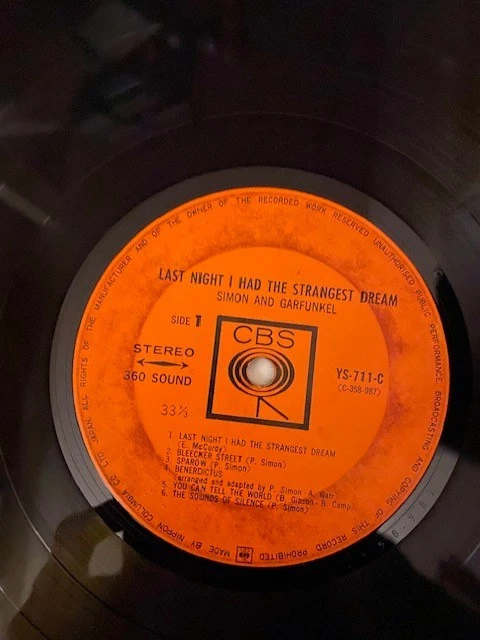 LAST NIGHT I HAD THE STRANGEST DREAM
SIMON AND GARFUNKEL
SIDE 1
CBS
STEREO
360 SOUND
YS-711-C
(C-358-987)
33⅓
1. LAST NIGHT I HAD THE STRANGEST DREAM
(E. McCurdy)
2. BLEECKER STREET (P. Simon)
3. SPAROW (P. Simon)
4. BENERDICTUS
(arranged and adapted by P. Simon A. Garr
5. YOU CAN TELL THE WORLD (B. Gibson-B. Camp)
6. THE SOUNDS OF SILENCE (P. Simon)
MADE BY NIPPON COLUMBIA CO. LTD. JAPAN. ALL RIGHTS OF THE MANUFACTURER AND OF THE OWNER OF THE RECORDED WORK RESERVED UNAUTHORISED PUBLIC PERFORMANCE, BROADCASTING AND COPYING OF THIS RECORD PROHIBITED